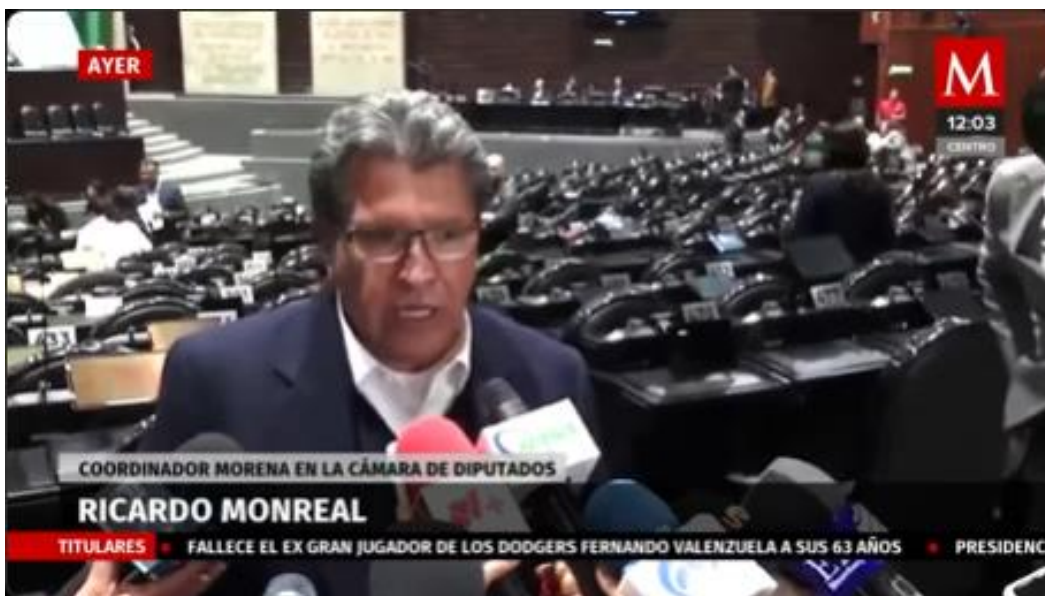 AYER
M
12:03
CENTRO
COORDINADOR MORENA EN LA CÁMARA DE DIPUTADOS
RICARDO MONREAL
TITULARES FALLECE EL EX GRAN JUGADOR DE LOS DODGERS FERNANDO VALENZUELA A SUS 63 AÑOS PRESIDENC